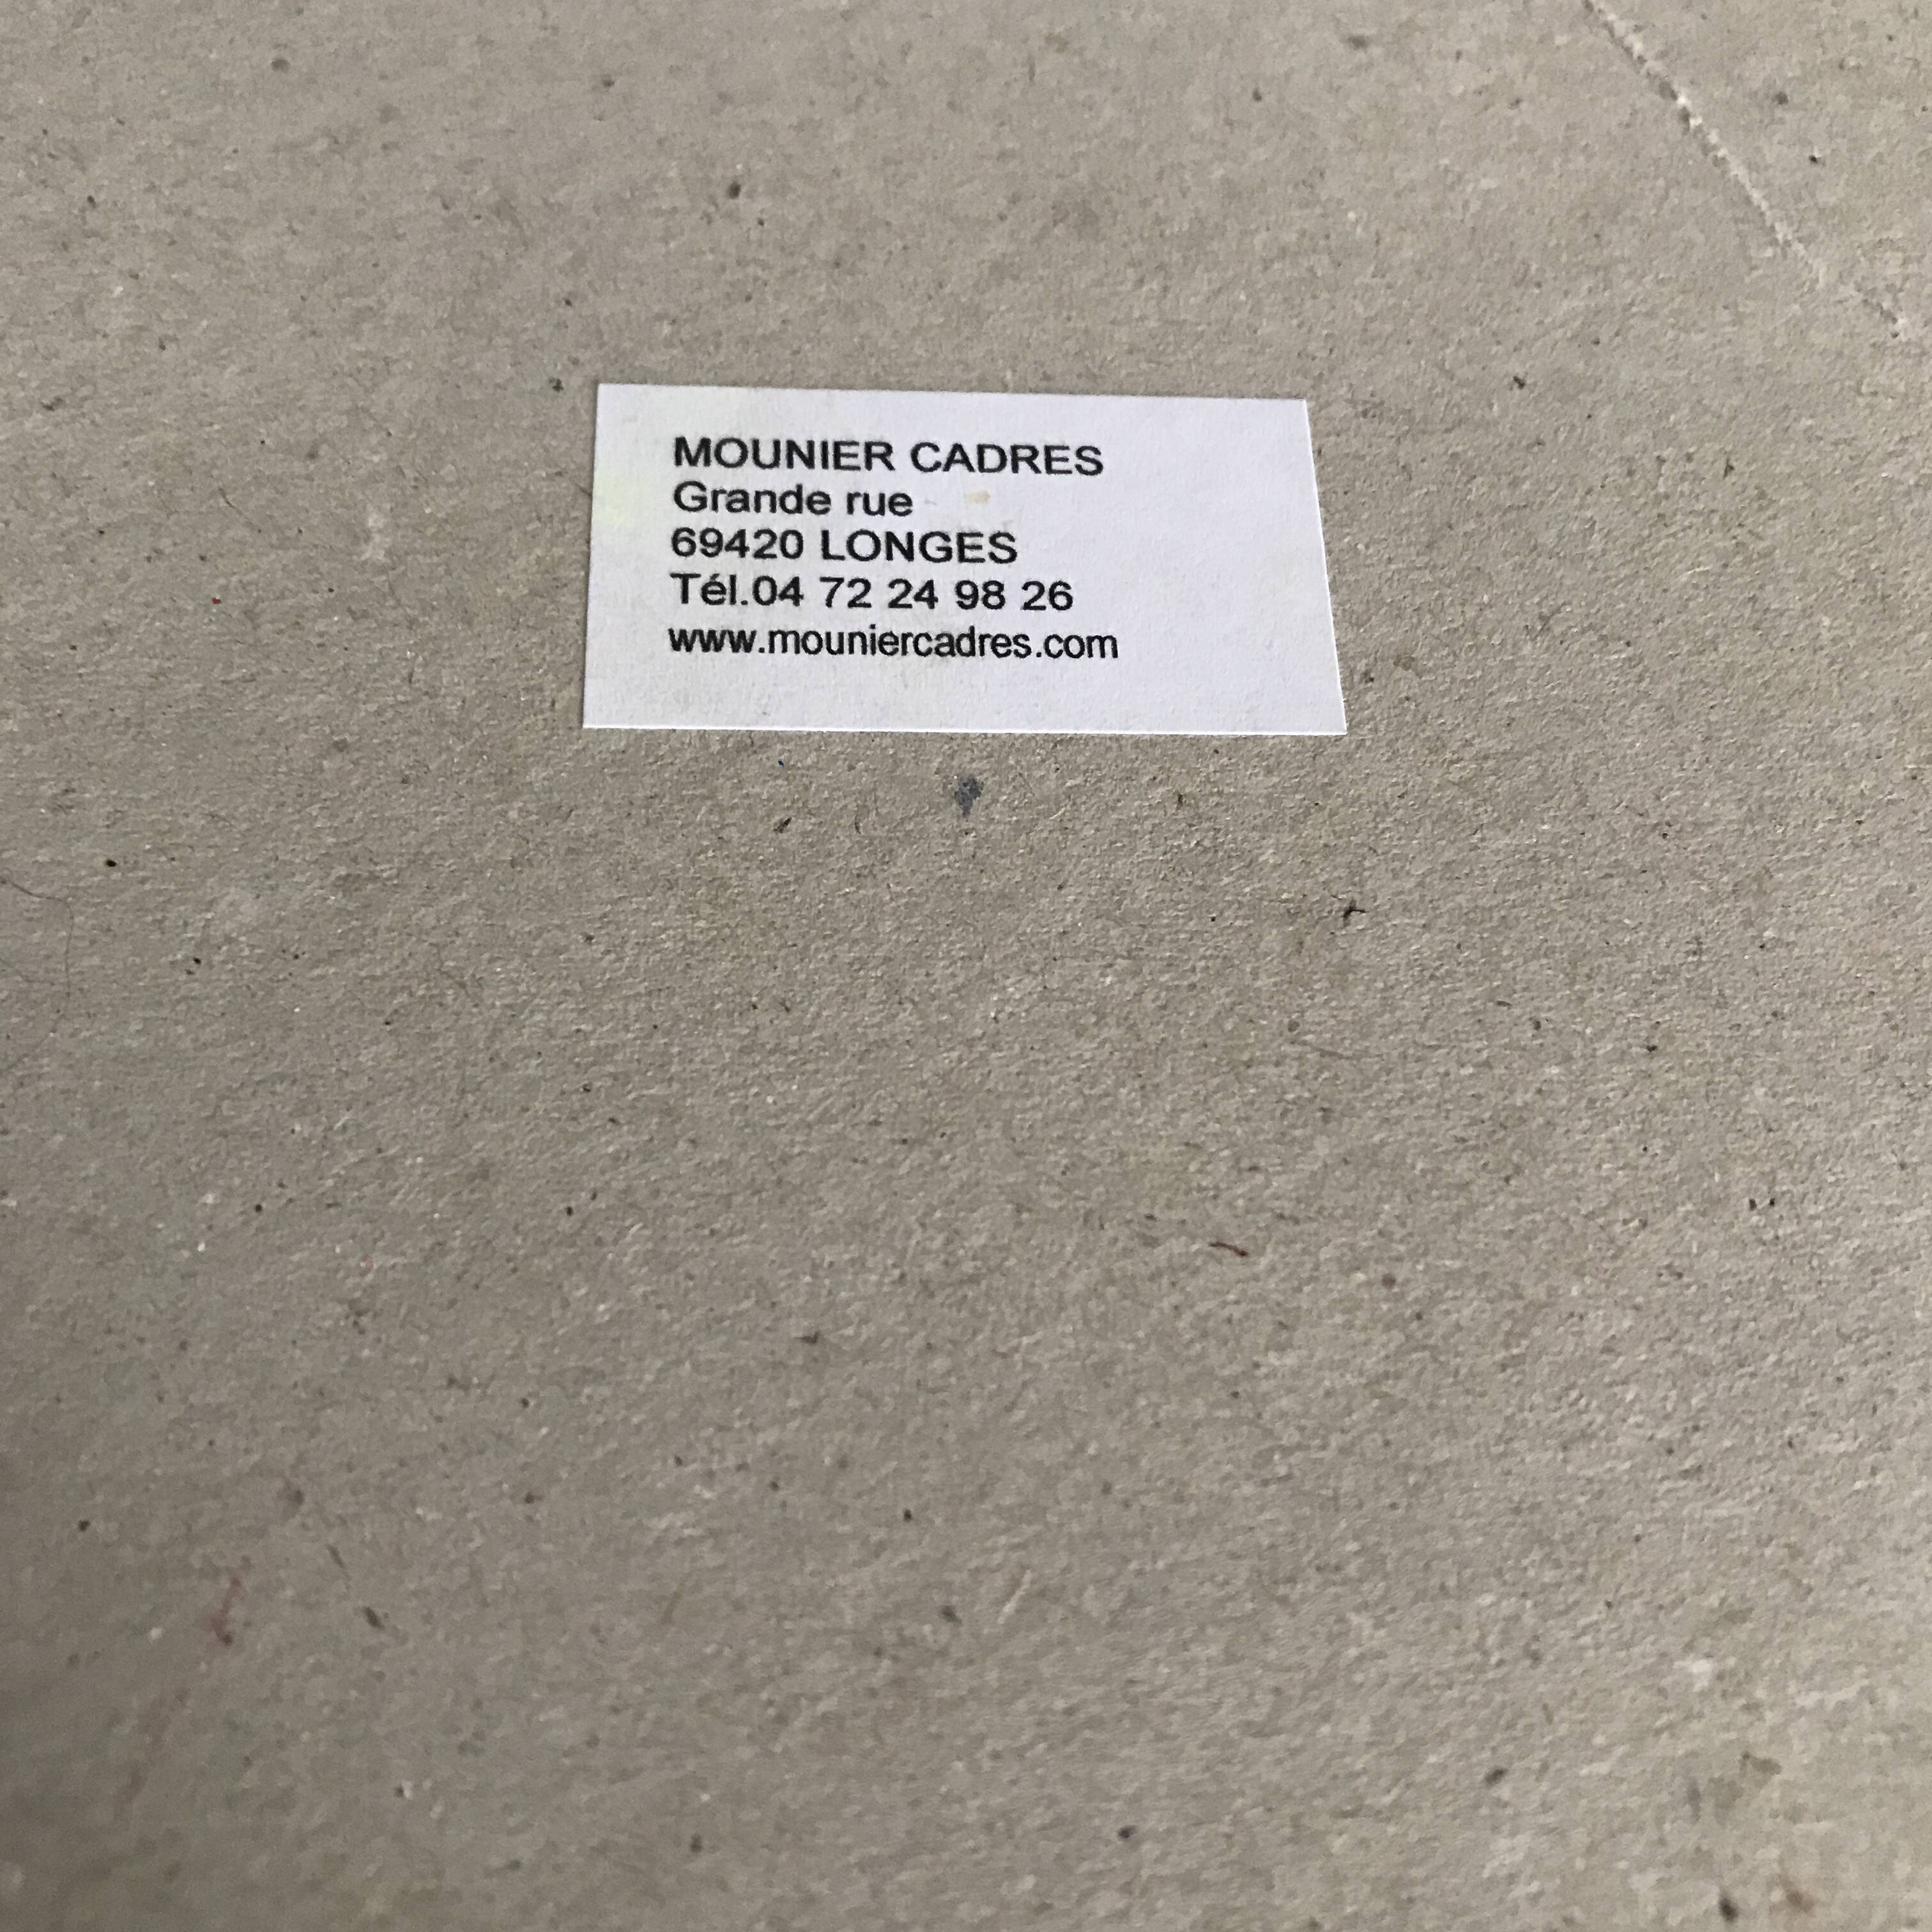 MOUNIER CADRES
Grande rue
69420 LONGES
Tél.04 72 24 98 26
www.mouniercadres.com